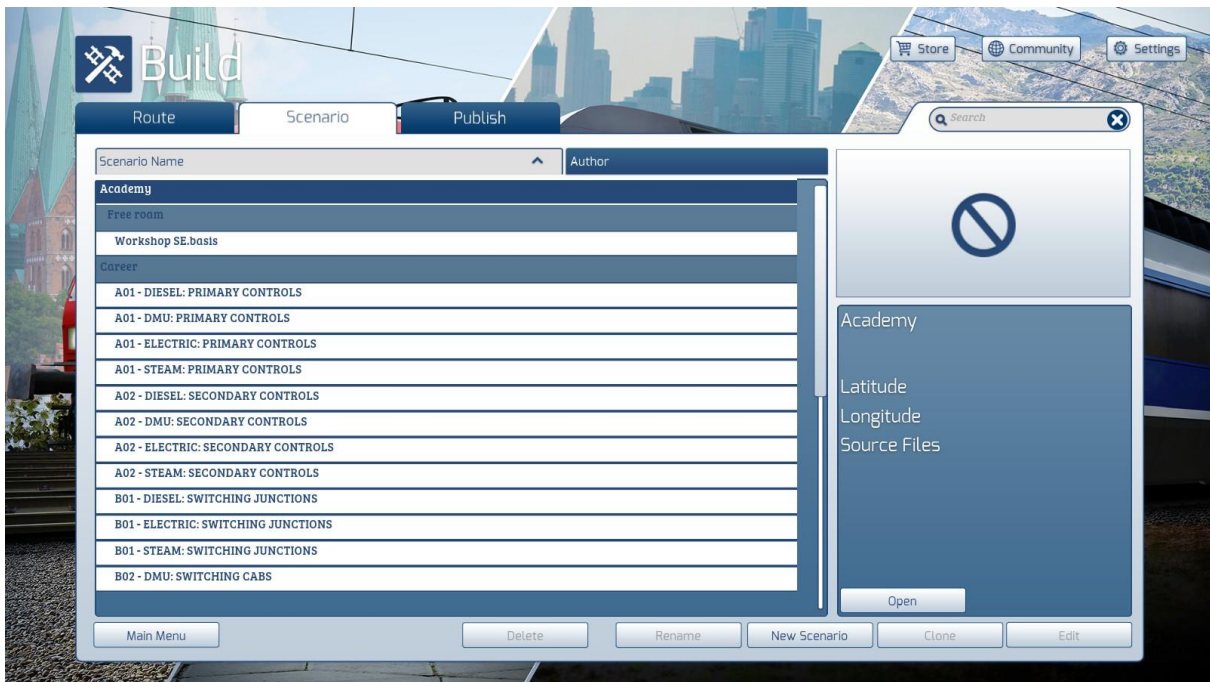 Build
Store
Community
Settings
Route
Scenario
Publish
Search
Scenario Name
Author
Academy
Free roam
Workshop SE.basis
Career
A01 - DIESEL: PRIMARY CONTROLS
A01 - DMU: PRIMARY CONTROLS
A01 - ELECTRIC: PRIMARY CONTROLS
A01 - STEAM: PRIMARY CONTROLS
A02 - DIESEL: SECONDARY CONTROLS
A02 - DMU: SECONDARY CONTROLS
A02 - ELECTRIC: SECONDARY CONTROLS
A02 - STEAM: SECONDARY CONTROLS
B01 - DIESEL: SWITCHING JUNCTIONS
B01 - ELECTRIC: SWITCHING JUNCTIONS
B01 - STEAM: SWITCHING JUNCTIONS
B02 - DMU: SWITCHING CABS
Academy
Latitude
Longitude
Source Files
Open
Main Menu
Delete
Rename
New Scenario
Clone
Edit